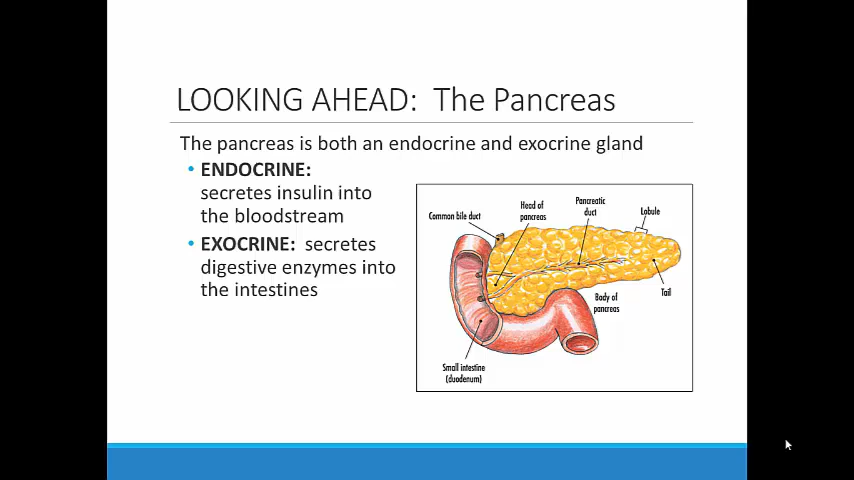 LOOKING AHEAD: The Pancreas
The pancreas is both an endocrine and exocrine gland
• ENDOCRINE:
secretes insulin into
the bloodstream
• EXOCRINE: secretes
digestive enzymes into
the intestines
Common bile duct
Head of
pancreas
Pancreatic
duct
Lobule
Tail
Body of
pancreas
Small intestine
(duodenum)